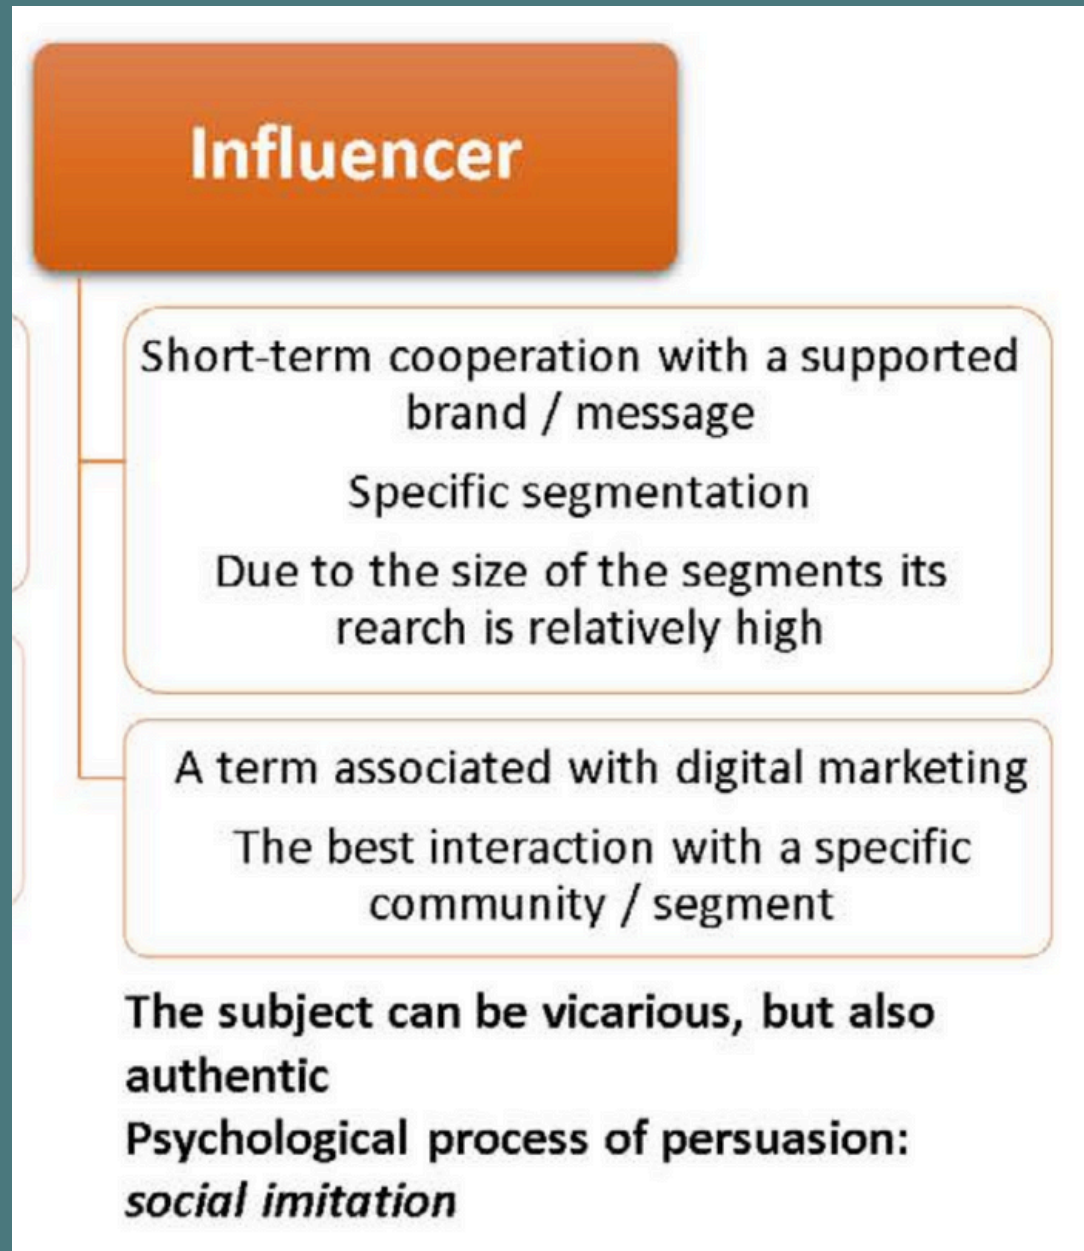 Influencer
Short-term cooperation with a supported
brand / message
Specific segmentation
Due to the size of the segments its
rearch is relatively high
A term associated with digital marketing
The best interaction with a specific
community / segment
The subject can be vicarious, but also
authentic
Psychological process of persuasion:
social imitation